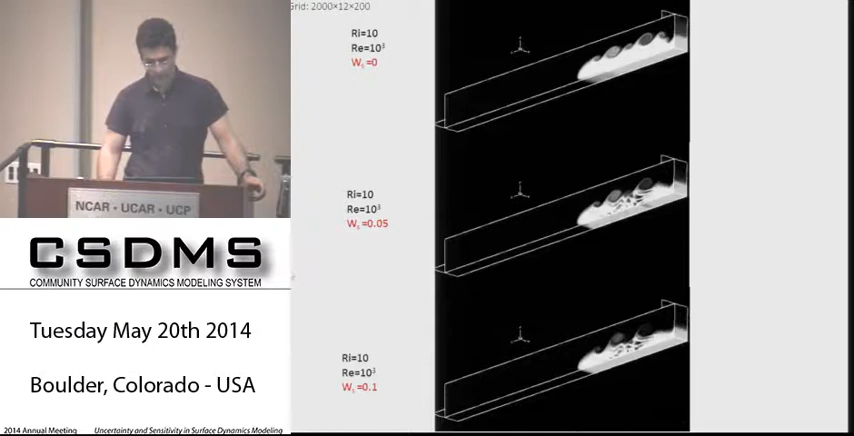 Grid: 2000×12×200
Ri=10
Re=10³
Wₛ=0
NCAR • UCAR • UCP
Ri=10
Re=10³
Wₛ=0.05
CSDMS
COMMUNITY SURFACE DYNAMICS MODELING SYSTEM
Tuesday May 20th 2014
Ri=10
Re=10³
Wₛ=0.1
Boulder, Colorado - USA
2014 Annual Meeting
Uncertainty and Sensitivity in Surface Dynamics Modeling